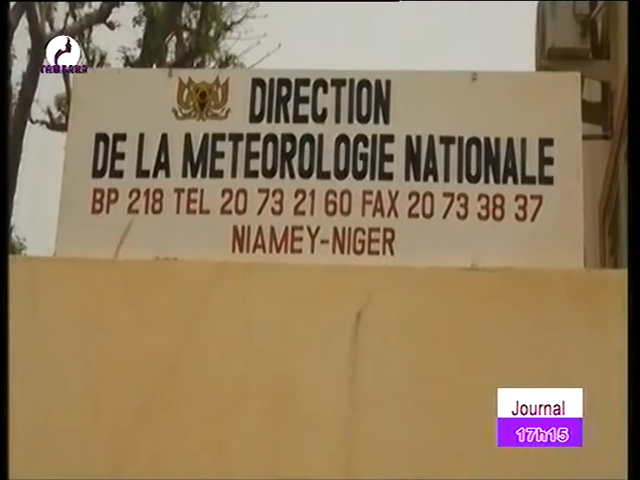 TAMBARA
DIRECTION
DE LA METEOROLOGIE NATIONALE
BP 218 TEL 20 73 21 60 FAX 20 73 38 37
NIAMEY-NIGER
Journal
17h15